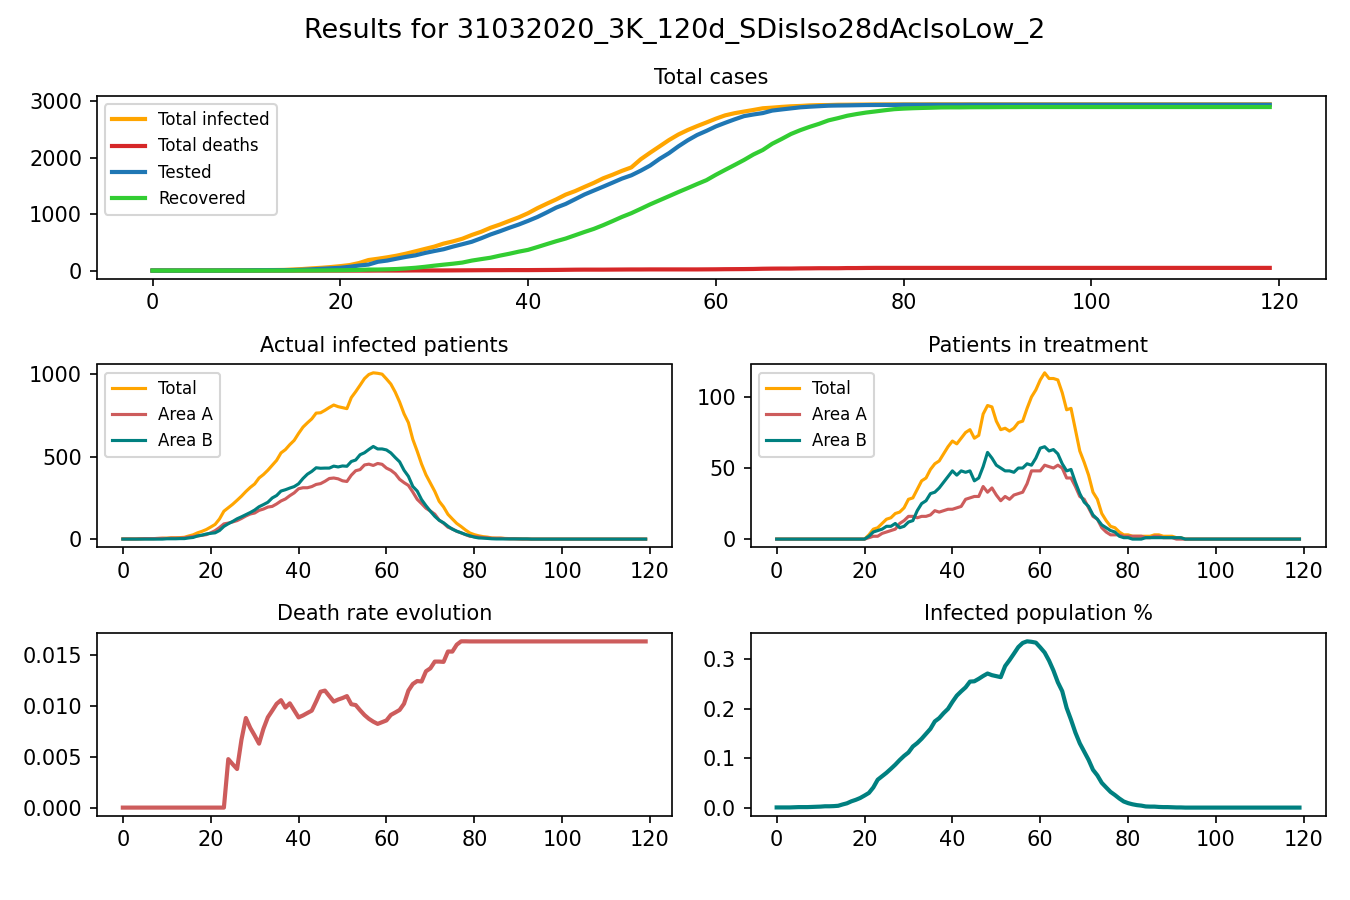 Results for 31032020_3K_120d_SDisIso28dAcIsoLow_2
Total cases
3000
2000
1000
0
Total infected
Total deaths
Tested
Recovered
0 20 40 60 80 100 120
Actual infected patients
1000
500
0
Total
Area A
Area B
0 20 40 60 80 100 120
Patients in treatment
100
50
0
Total
Area A
Area B
0 20 40 60 80 100 120
Death rate evolution
0.015
0.010
0.005
0.000
0 20 40 60 80 100 120
Infected population %
0.3
0.2
0.1
0.0
0 20 40 60 80 100 120